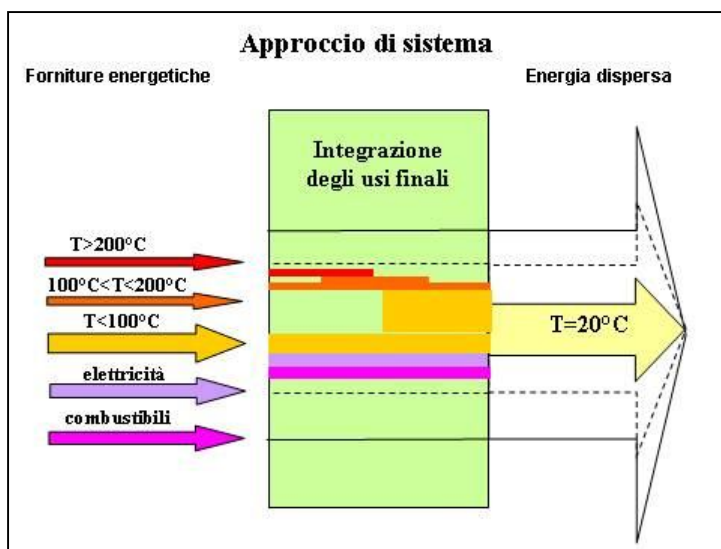 Approccio di sistema
Forniture energetiche
Energia dispersa
Integrazione
degli usi finali
T>200°C
100°C<T<200°C
T<100°C
elettricità
combustibili
T=20°C